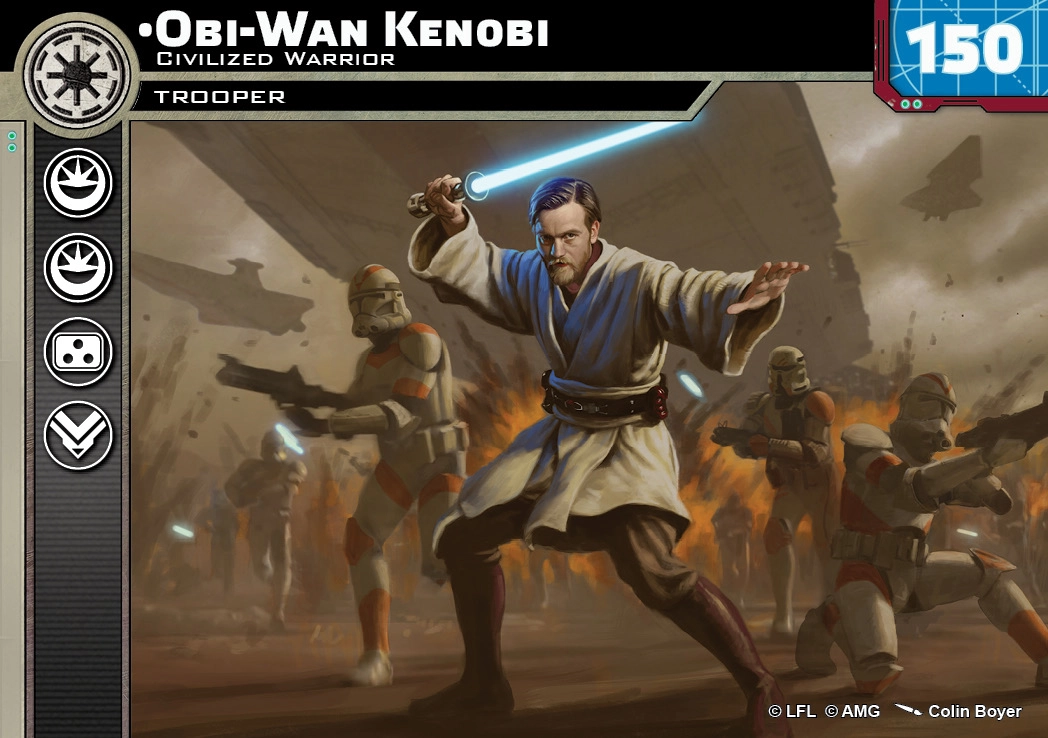 •Obi-Wan Kenobi
Civilized Warrior
150
Trooper
© LFL © AMG Colin Boyer